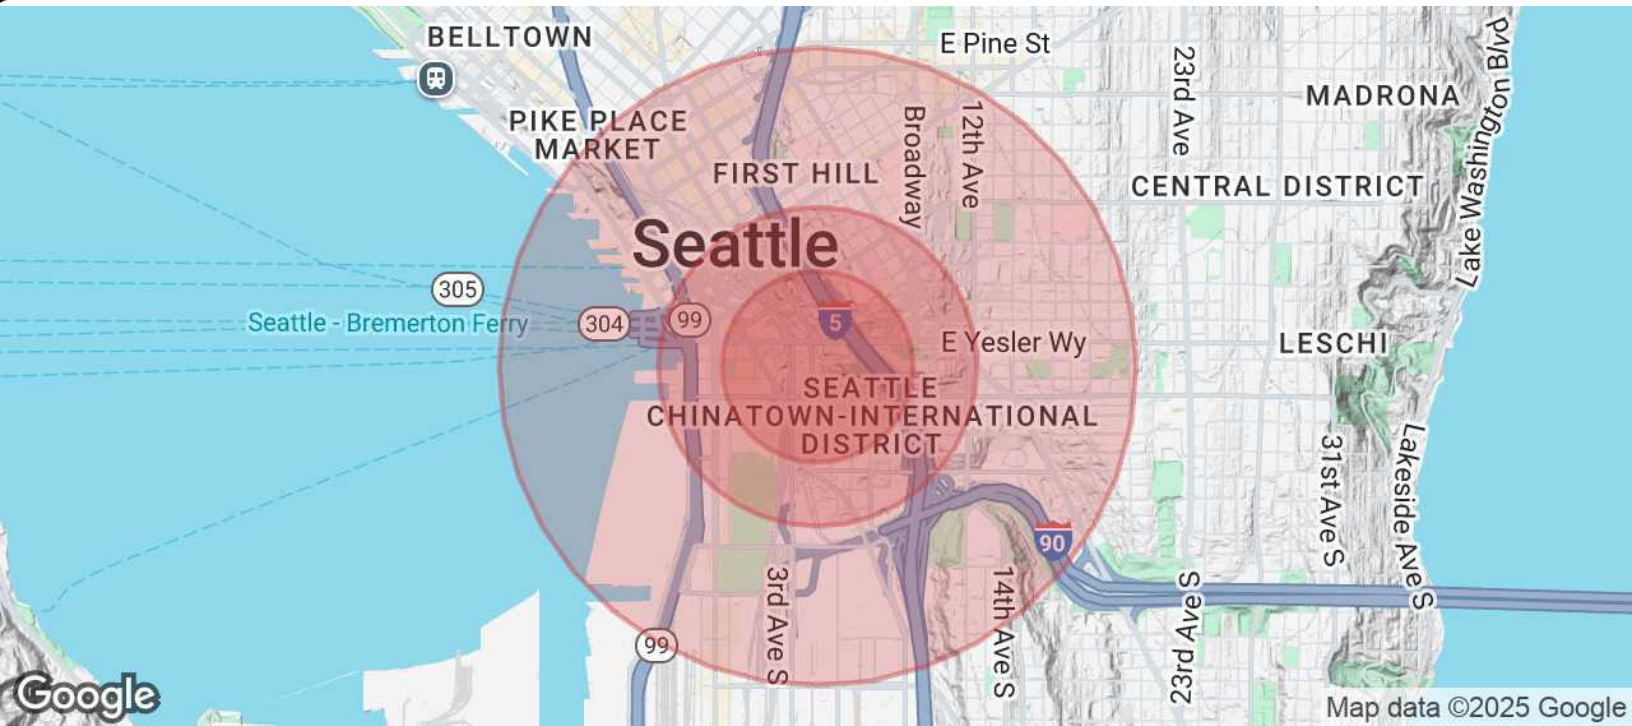 BELLTOWN
E Pine St
23rd Ave
Lake Washington Blvd
MADRONA
PIKE PLACE
MARKET
Broadway
12th Ave
FIRST HILL
CENTRAL DISTRICT
Seattle
305
Seattle - Bremerton Ferry
304
99
5
E Yesler Wy
LESCHI
SEATTLE
CHINATOWN-INTERNATIONAL
DISTRICT
31st Ave S
Lakeside Ave S
90
3rd Ave S
14th Ave S
23rd Ave S
99
Google
Map data ©2025 Google